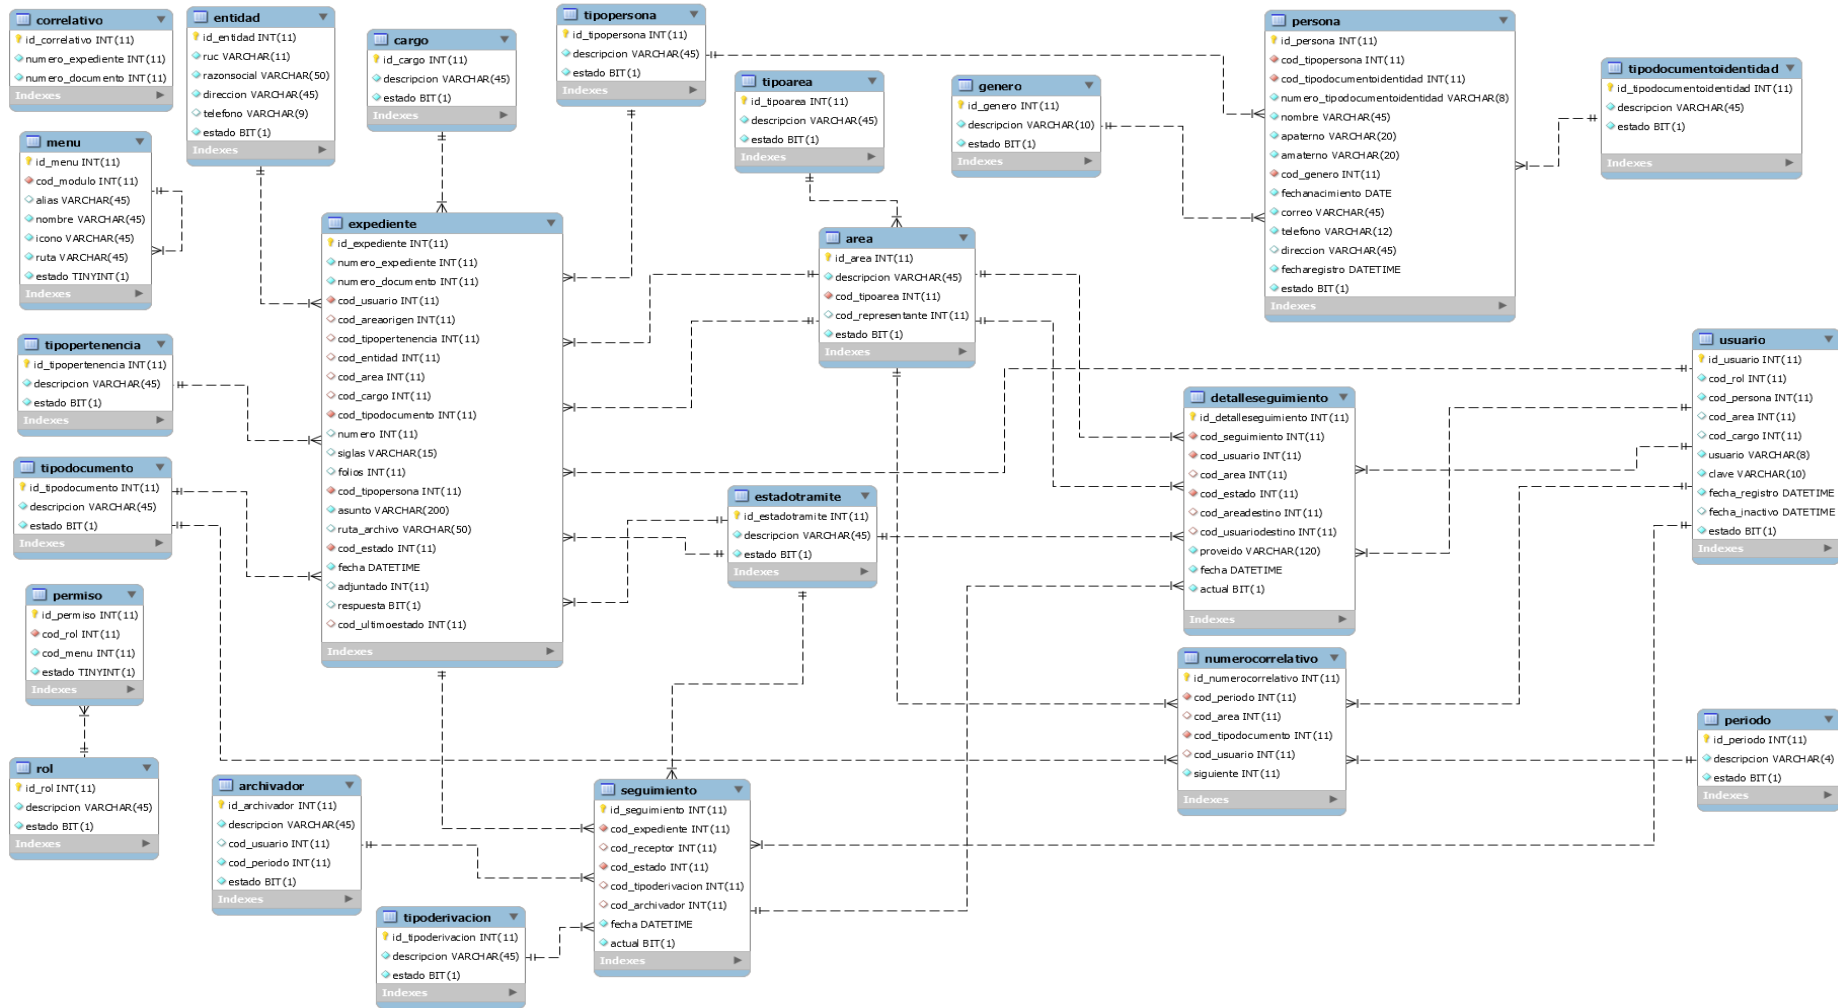 correlativo
id_correlativo INT(11)
numero_expediente INT(11)
numero_documento INT(11)
Indexes
entidad
id_entidad INT(11)
ruc VARCHAR(11)
razonsocial VARCHAR(50)
direccion VARCHAR(45)
telefono VARCHAR(9)
estado BIT(1)
Indexes
cargo
id_cargo INT(11)
descripcion VARCHAR(45)
estado BIT(1)
Indexes
tipopersona
id_tipopersona INT(11)
descripcion VARCHAR(45)
estado BIT(1)
Indexes
tipoarea
id_tipoarea INT(11)
descripcion VARCHAR(45)
estado BIT(1)
Indexes
genero
id_genero INT(11)
descripcion VARCHAR(10)
estado BIT(1)
Indexes
persona
id_persona INT(11)
cod_tipopersona INT(11)
cod_tipodocumentoidentidad INT(11)
numero_tipodocumentoidentidad VARCHAR(8)
nombre VARCHAR(45)
apaterno VARCHAR(20)
amaterno VARCHAR(20)
cod_genero INT(11)
fechanacimiento DATE
correo VARCHAR(45)
telefono VARCHAR(12)
direccion VARCHAR(45)
fecharegistro DATETIME
estado BIT(1)
Indexes
tipodocumentoidentidad
id_tipodocumentoidentidad INT(11)
descripcion VARCHAR(45)
estado BIT(1)
Indexes
menu
id_menu INT(11)
cod_modulo INT(11)
alias VARCHAR(45)
nombre VARCHAR(45)
icono VARCHAR(45)
ruta VARCHAR(45)
estado TINYINT(1)
Indexes
expediente
id_expediente INT(11)
numero_expediente INT(11)
numero_documento INT(11)
cod_usuario INT(11)
cod_areaorigen INT(11)
cod_tipopertenencia INT(11)
cod_entidad INT(11)
cod_area INT(11)
cod_cargo INT(11)
cod_tipodocumento INT(11)
numero INT(11)
siglas VARCHAR(15)
folios INT(11)
cod_tipopersona INT(11)
asunto VARCHAR(200)
ruta_archivo VARCHAR(50)
cod_estado INT(11)
fecha DATETIME
adjuntado INT(11)
respuesta BIT(1)
cod_ultimoestado INT(11)
Indexes
area
id_area INT(11)
descripcion VARCHAR(45)
cod_tipoarea INT(11)
cod_representante INT(11)
estado BIT(1)
Indexes
tipopertenencia
id_tipopertenencia INT(11)
descripcion VARCHAR(45)
estado BIT(1)
Indexes
usuario
id_usuario INT(11)
cod_rol INT(11)
cod_persona INT(11)
cod_area INT(11)
cod_cargo INT(11)
usuario VARCHAR(8)
clave VARCHAR(10)
fecha_registro DATETIME
fecha_inactivo DATETIME
estado BIT(1)
Indexes
detalleseguimiento
id_detalleseguimiento INT(11)
cod_seguimiento INT(11)
cod_usuario INT(11)
cod_area INT(11)
cod_estado INT(11)
cod_areadestino INT(11)
cod_usuariodestino INT(11)
proveido VARCHAR(120)
fecha DATETIME
actual BIT(1)
Indexes
tipodocumento
id_tipodocumento INT(11)
descripcion VARCHAR(45)
estado BIT(1)
Indexes
estadotramite
id_estadotramite INT(11)
descripcion VARCHAR(45)
estado BIT(1)
Indexes
permiso
id_permiso INT(11)
cod_rol INT(11)
cod_menu INT(11)
estado TINYINT(1)
Indexes
numerocorrelativo
id_numerocorrelativo INT(11)
cod_periodo INT(11)
cod_area INT(11)
cod_tipodocumento INT(11)
cod_usuario INT(11)
siguiente INT(11)
Indexes
periodo
id_periodo INT(11)
descripcion VARCHAR(4)
estado BIT(1)
Indexes
rol
id_rol INT(11)
descripcion VARCHAR(45)
estado BIT(1)
Indexes
archivador
id_archivador INT(11)
descripcion VARCHAR(45)
cod_usuario INT(11)
cod_periodo INT(11)
estado BIT(1)
Indexes
seguimiento
id_seguimiento INT(11)
cod_expediente INT(11)
cod_receptor INT(11)
cod_estado INT(11)
cod_tipoderivacion INT(11)
cod_archivador INT(11)
fecha DATETIME
actual BIT(1)
Indexes
tipoderivacion
id_tipoderivacion INT(11)
descripcion VARCHAR(45)
estado BIT(1)
Indexes